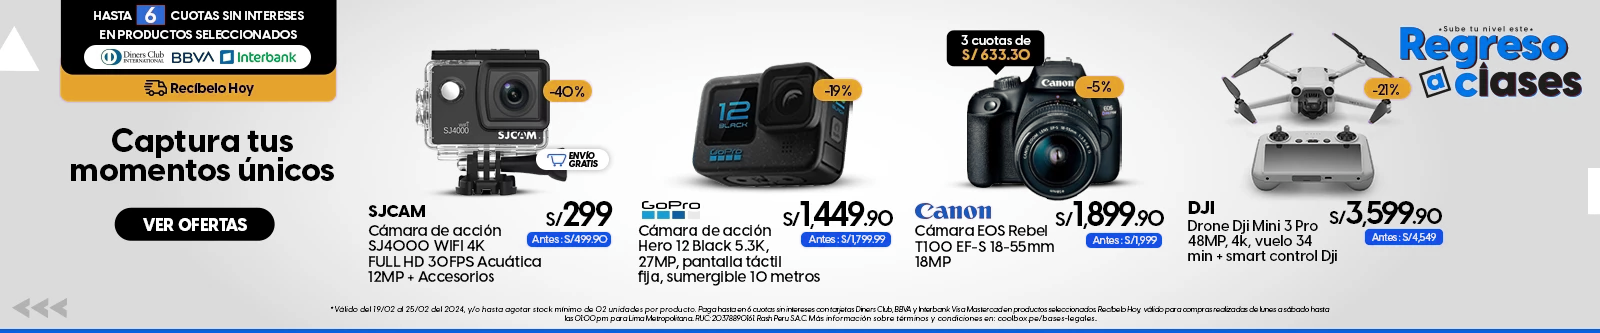 HASTA 6 CUOTAS SIN INTERESES
EN PRODUCTOS SELECCIONADOS
Diners Club INTERNATIONAL BBVA Interbank
Recíbelo Hoy
Captura tus
momentos únicos
VER OFERTAS
-40%
SJ4000 WiFi
SJCAM
ENVÍO
GRATIS
SJCAM
S/299
Antes: S/499.90
Cámara de acción
SJ4000 WIFI 4K
FULL HD 30FPS Acuática
12MP + Accesorios
-19%
12
BLACK
GoPro
GoPro
S/1,449.90
Antes: S/1,799.99
Cámara de acción
Hero 12 Black 5.3K,
27MP, pantalla táctil
fija, sumergible 10 metros
3 cuotas de
S/ 633.30
-5%
Canon
EOS
Canon
S/1,899.90
Antes: S/1,999
Cámara EOS Rebel
T100 EF-S 18-55mm
18MP
-21%
DJI
S/3,599.90
Antes: S/4,549
Drone Dji Mini 3 Pro
48MP, 4k, vuelo 34
min + smart control Dji
•Sube tu nivel este•
Regreso
a clases
*Válido del 19/02 al 25/02 del 2024, y/o hasta agotar stock mínimo de 02 unidades por producto. Paga hasta en 6 cuotas sin intereses con tarjetas Diners Club, BBVA y Interbank Visa Mastercad en productos seleccionados. Recíbelo Hoy, válido para compras realizadas de lunes a sábado hasta
las 01:00 pm para Lima Metropolitana. RUC: 20378890161. Rash Peru S.A.C. Más información sobre términos y condiciones en: coolbox.pe/bases-legales.